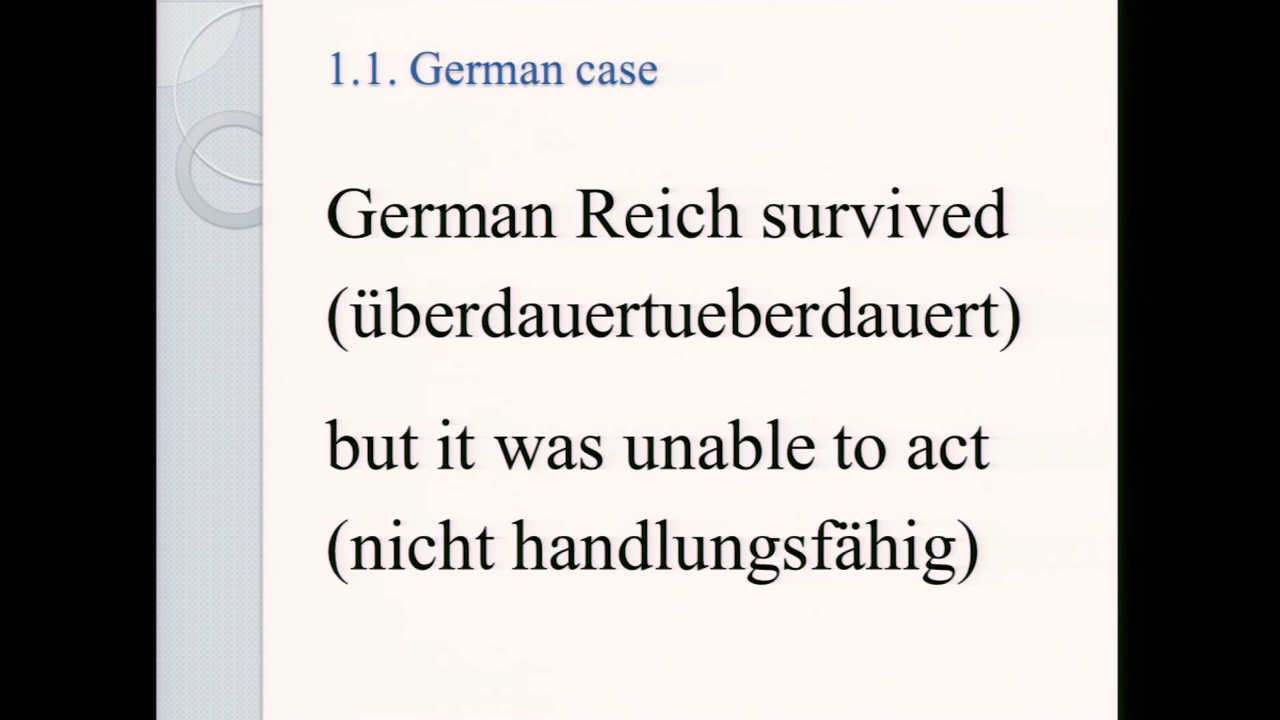 1.1. German case
German Reich survived
(überdauertueberdauert)
but it was unable to act
(nicht handlungsfähig)